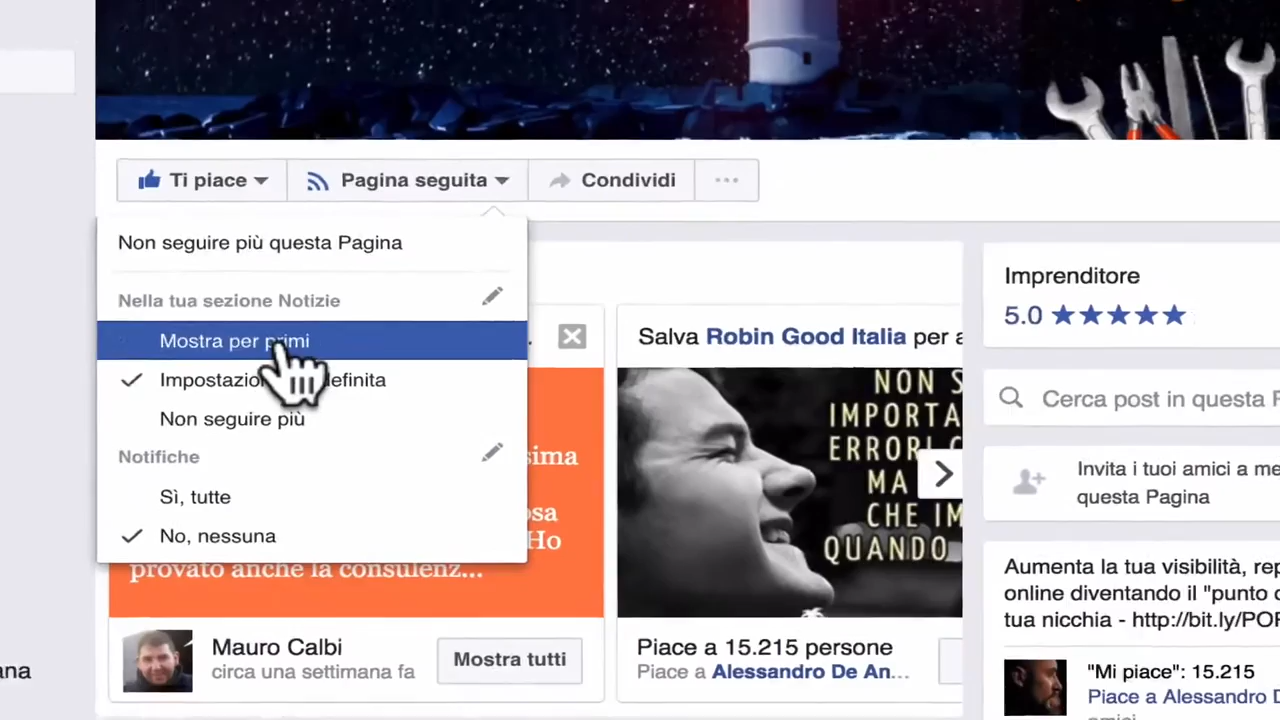 Ti piace
Pagina seguita
Condividi
Non seguire più questa Pagina
Nella tua sezione Notizie
Mostra per primi
Non seguire più
Notifiche
Sì, tutte
No, nessuna
provato anche la consulenz...
Mauro Calbi
circa una settimana fa
Mostra tutti
Salva Robin Good Italia per a
NON S
IMPORTA
ERRORI
MA
CHE IM
QUANDO
Piace a 15.215 persone
Piace a Alessandro De An...
Imprenditore
5.0
Cerca post in questa
Invita i tuoi amici a me
questa Pagina
Aumenta la tua visibilità, rep
online diventando il "punto d
tua nicchia - http://bit.ly/POP
"Mi piace": 15.215
Piace a Alessandro D